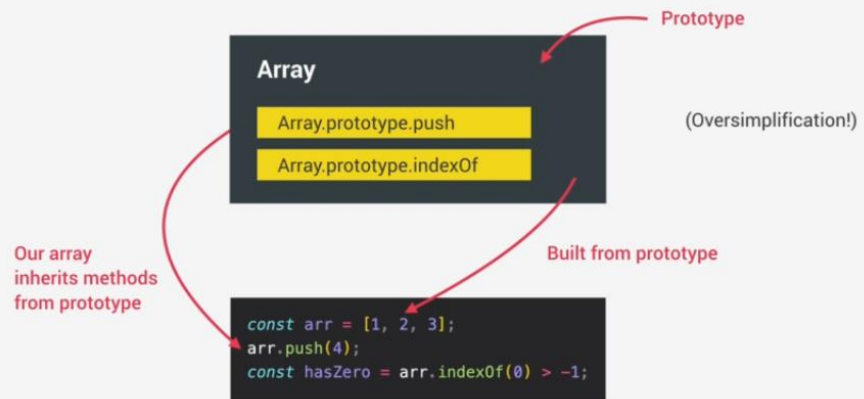 Prototype
Array
Array.prototype.push
(Oversimplification!)
Array.prototype.indexOf
Our array
inherits methods
from prototype
Built from prototype
const arr = [1, 2, 3];
arr.push(4);
const hasZero = arr.indexOf(0) > -1;